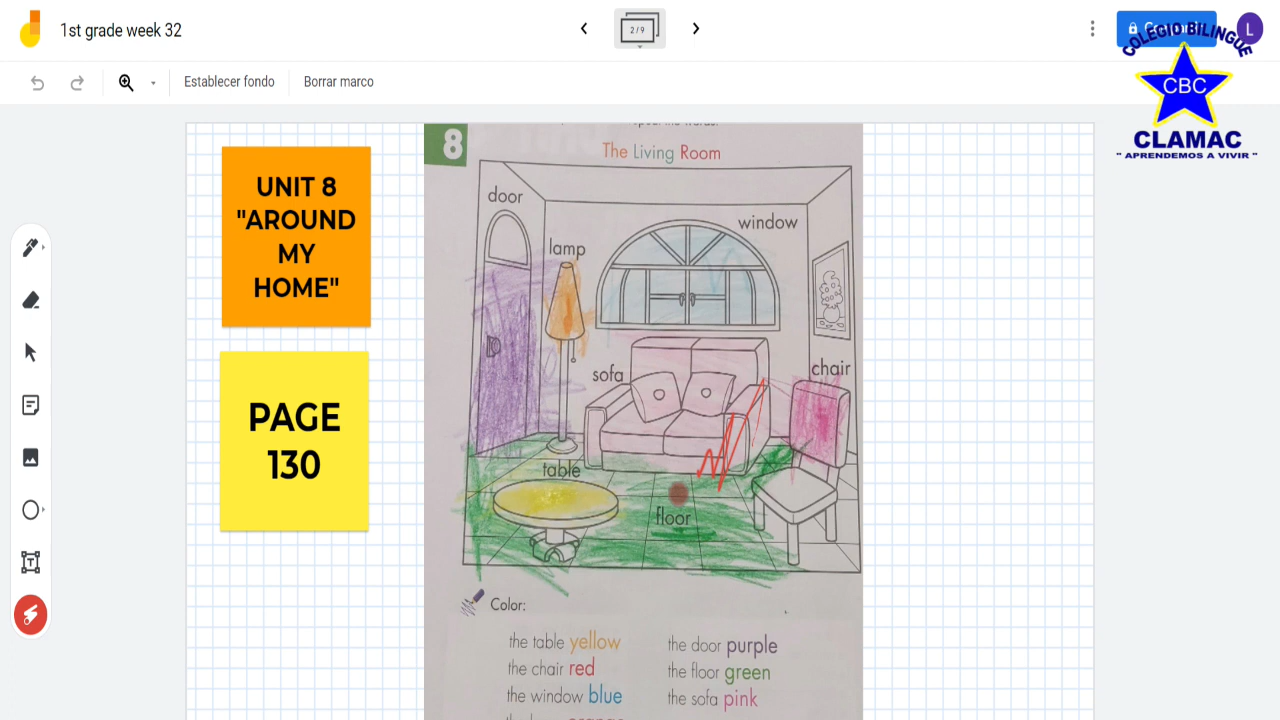 1st grade week 32
2/9
L
COLEGIO BILINGÜE
CBC
CLAMAC
" APRENDEMOS A VIVIR "
Establecer fondo
Borrar marco
UNIT 8
"AROUND
MY
HOME"
PAGE
130
8
The Living Room
door
window
lamp
sofa
chair
table
floor
Color:
the table yellow
the chair red
the window blue
the door purple
the floor green
the sofa pink